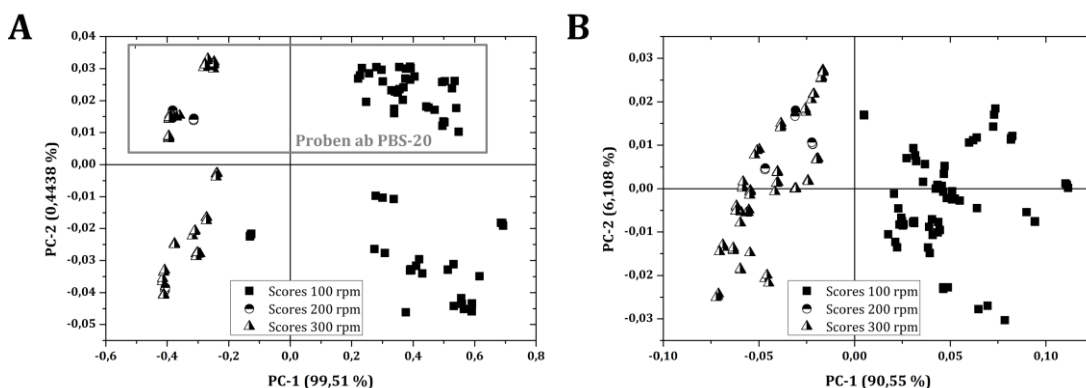 A
PC-2 (0,4438 %)
0,04
0,03
0,02
0,01
0,00
-0,01
-0,02
-0,03
-0,04
-0,05
Proben ab PBS-20
Scores 100 rpm
Scores 200 rpm
Scores 300 rpm
-0,6 -0,4 -0,2 0,0 0,2 0,4 0,6 0,8
PC-1 (99,51 %)
B
PC-2 (6,108 %)
0,03
0,02
0,01
0,00
-0,01
-0,02
-0,03
Scores 100 rpm
Scores 200 rpm
Scores 300 rpm
-0,10 -0,05 0,00 0,05 0,10
PC-1 (90,55 %)